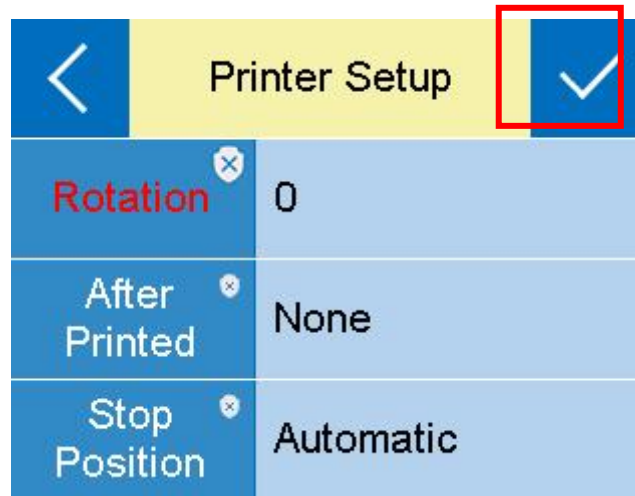 Printer Setup
Rotation 0
After
Printed None
Stop
Position Automatic